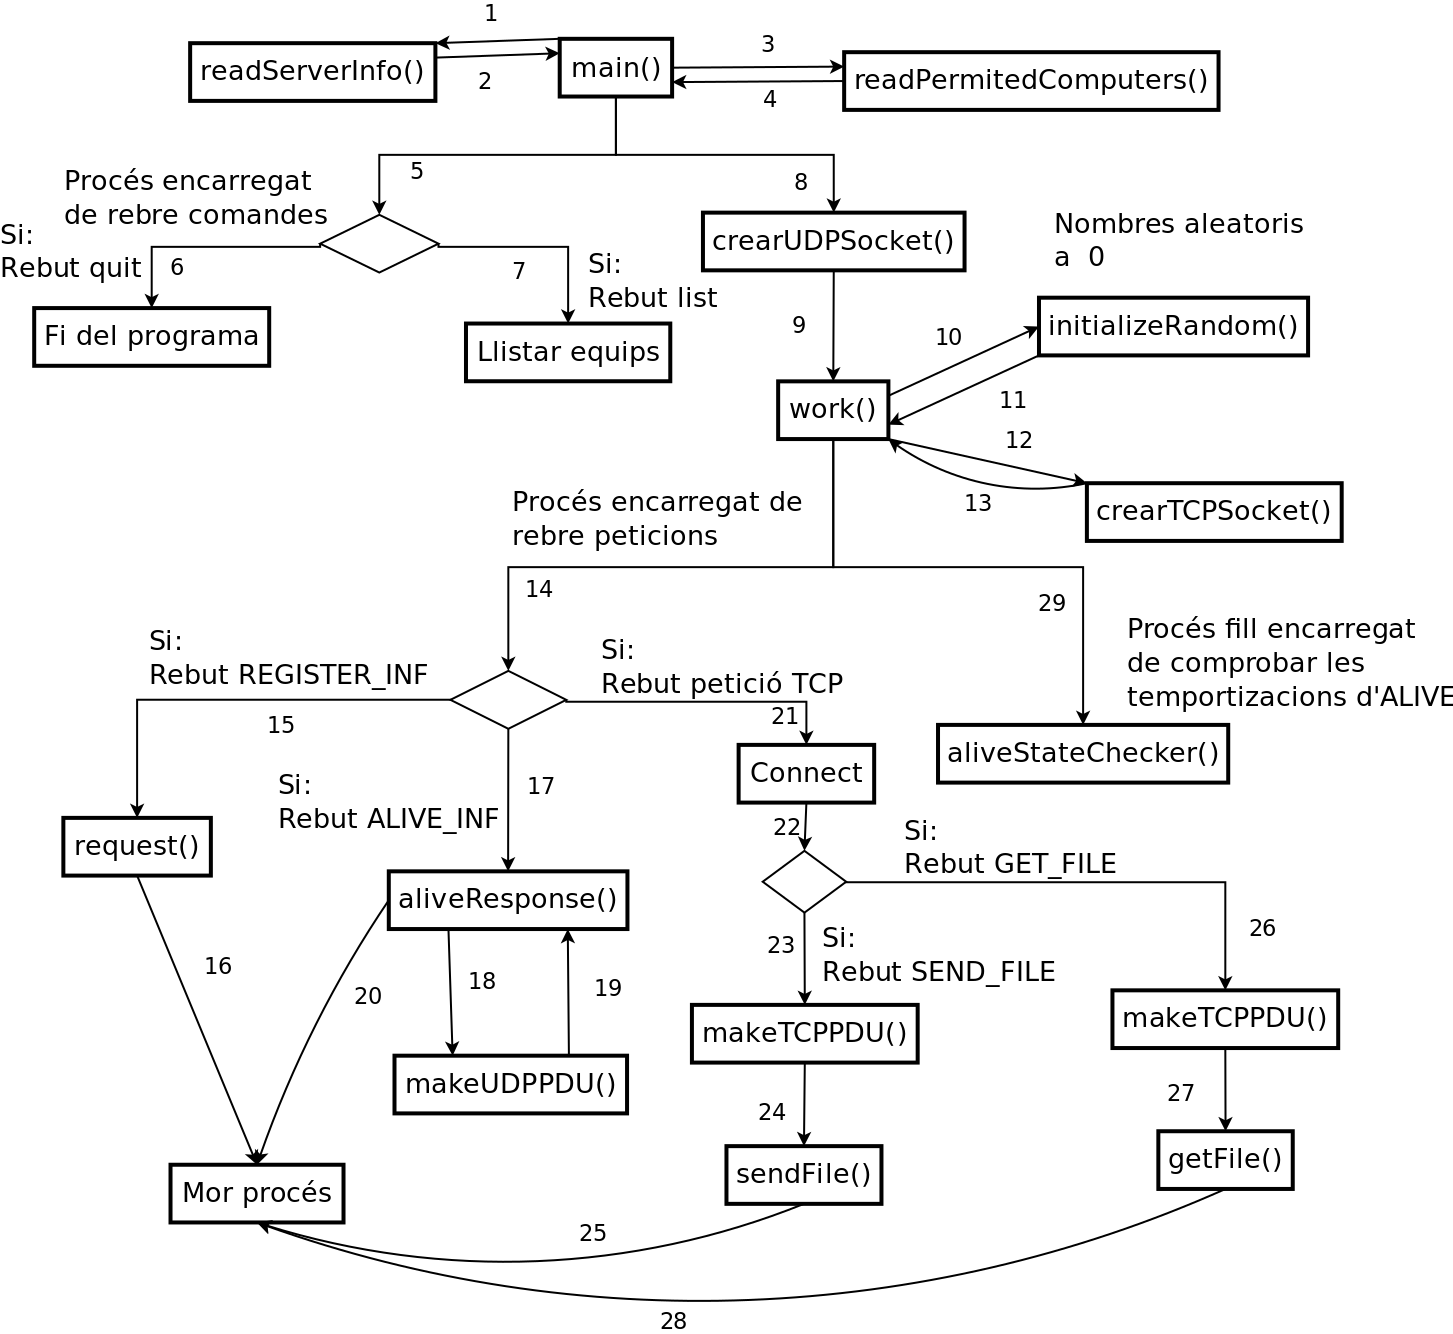 1
readServerInfo()
main()
3
readPermitedComputers()
2
4
5
8
Procés encarregat
de rebre comandes
Si:
Rebut quit
6
7
Si:
Rebut list
crearUDPSocket()
Nombres aleatoris
a 0
Fi del programa
Llistar equips
9
10
initializeRandom()
work()
11
12
13
crearTCPSocket()
Procés encarregat de
rebre peticions
14
29
Procés fill encarregat
de comprobar les
temportizacions d'ALIVE
Si:
Rebut REGISTER_INF
Si:
Rebut petició TCP
15
21
Si:
Rebut ALIVE_INF
17
Connect
aliveStateChecker()
request()
22
Si:
Rebut GET_FILE
aliveResponse()
16
20
18
19
23
Si:
Rebut SEND_FILE
26
makeUDPPDU()
makeTCPPDU()
makeTCPPDU()
24
27
Mor procés
sendFile()
getFile()
25
28